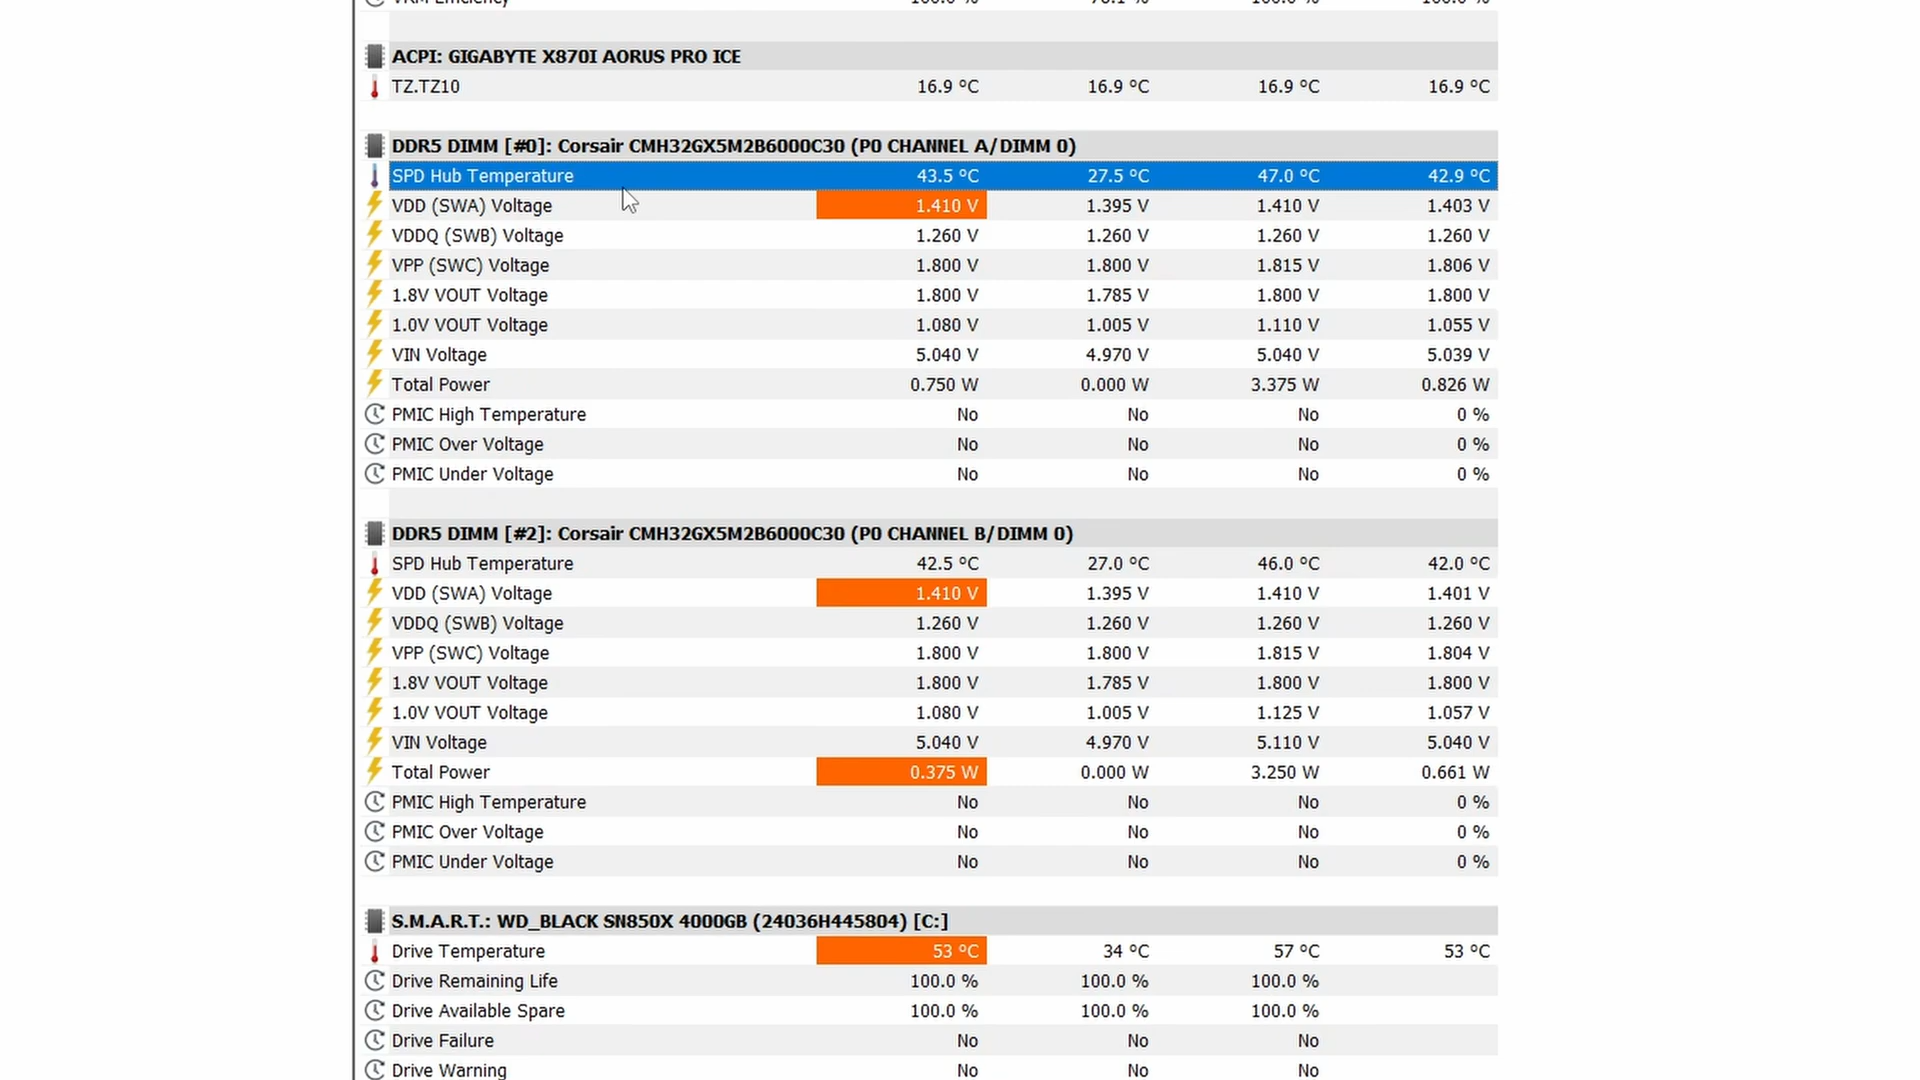 VRM Efficiency 100.0 % 78.1 % 100.0 % 100.0 %
ACPI: GIGABYTE X870I AORUS PRO ICE
TZ.TZ10 16.9 °C 16.9 °C 16.9 °C 16.9 °C
DDR5 DIMM [#0]: Corsair CMH32GX5M2B6000C30 (P0 CHANNEL A/DIMM 0)
SPD Hub Temperature 43.5 °C 27.5 °C 47.0 °C 42.9 °C
VDD (SWA) Voltage 1.410 V 1.395 V 1.410 V 1.403 V
VDDQ (SWB) Voltage 1.260 V 1.260 V 1.260 V 1.260 V
VPP (SWC) Voltage 1.800 V 1.800 V 1.815 V 1.806 V
1.8V VOUT Voltage 1.800 V 1.785 V 1.800 V 1.800 V
1.0V VOUT Voltage 1.080 V 1.005 V 1.110 V 1.055 V
VIN Voltage 5.040 V 4.970 V 5.040 V 5.039 V
Total Power 0.750 W 0.000 W 3.375 W 0.826 W
PMIC High Temperature No No No 0 %
PMIC Over Voltage No No No 0 %
PMIC Under Voltage No No No 0 %
DDR5 DIMM [#2]: Corsair CMH32GX5M2B6000C30 (P0 CHANNEL B/DIMM 0)
SPD Hub Temperature 42.5 °C 27.0 °C 46.0 °C 42.0 °C
VDD (SWA) Voltage 1.410 V 1.395 V 1.410 V 1.401 V
VDDQ (SWB) Voltage 1.260 V 1.260 V 1.260 V 1.260 V
VPP (SWC) Voltage 1.800 V 1.800 V 1.815 V 1.804 V
1.8V VOUT Voltage 1.800 V 1.785 V 1.800 V 1.800 V
1.0V VOUT Voltage 1.080 V 1.005 V 1.125 V 1.057 V
VIN Voltage 5.040 V 4.970 V 5.110 V 5.040 V
Total Power 0.375 W 0.000 W 3.250 W 0.661 W
PMIC High Temperature No No No 0 %
PMIC Over Voltage No No No 0 %
PMIC Under Voltage No No No 0 %
S.M.A.R.T.: WD_BLACK SN850X 4000GB (24036H445804) [C:]
Drive Temperature 53 °C 34 °C 57 °C 53 °C
Drive Remaining Life 100.0 % 100.0 % 100.0 %
Drive Available Spare 100.0 % 100.0 % 100.0 %
Drive Failure No No No
Drive Warning No No No